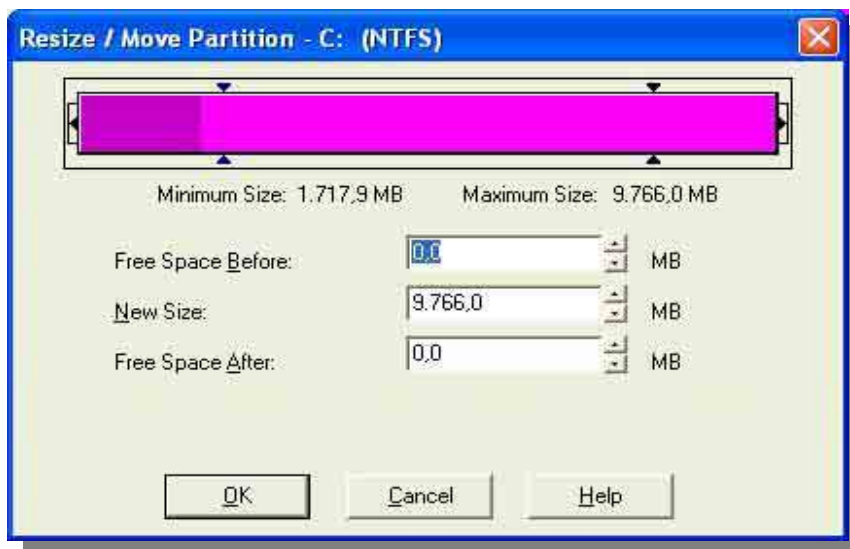 Resize / Move Partition - C: (NTFS)
Minimum Size: 1.717,9 MB Maximum Size: 9.766,0 MB
Free Space Before: 0,0 MB
New Size: 9.766,0 MB
Free Space After: 0,0 MB
OK Cancel Help